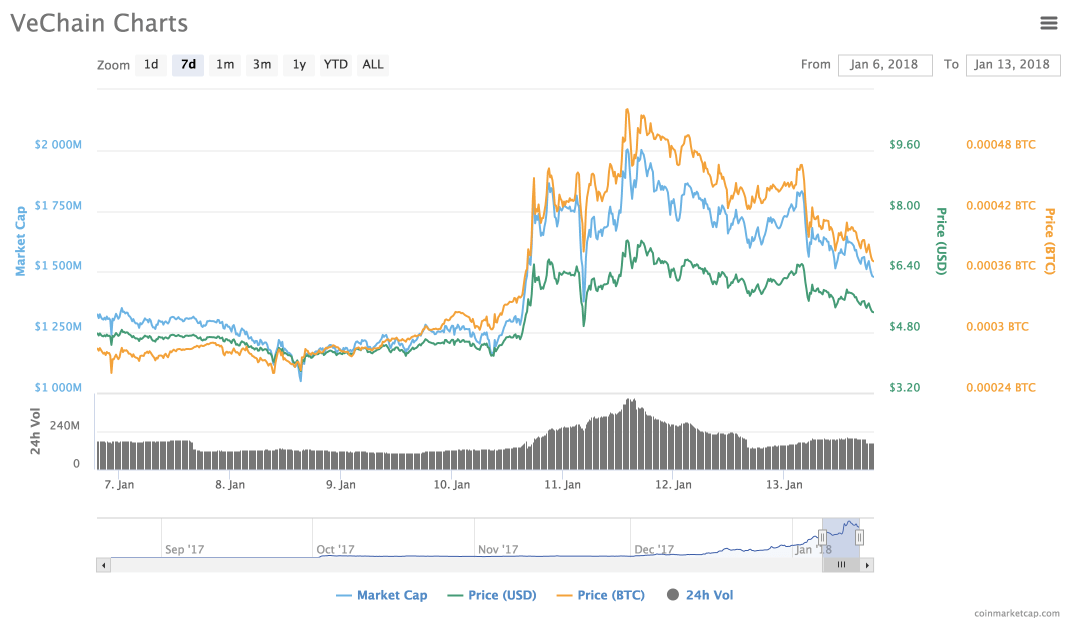 VeChain Charts
Zoom 1d 7d 1m 3m 1y YTD ALL From Jan 6, 2018 To Jan 13, 2018
$2 000M $9.60 0.00048 BTC
$1 750M $8.00 0.00042 BTC
Market Cap Price (USD) Price (BTC)
$1 500M $6.40 0.00036 BTC
$1 250M $4.80 0.0003 BTC
$1 000M $3.20 0.00024 BTC
24h Vol
240M
0
7. Jan 8. Jan 9. Jan 10. Jan 11. Jan 12. Jan 13. Jan
Sep '17 Oct '17 Nov '17 Dec '17 Jan '18
Market Cap Price (USD) Price (BTC) 24h Vol
coinmarketcap.com